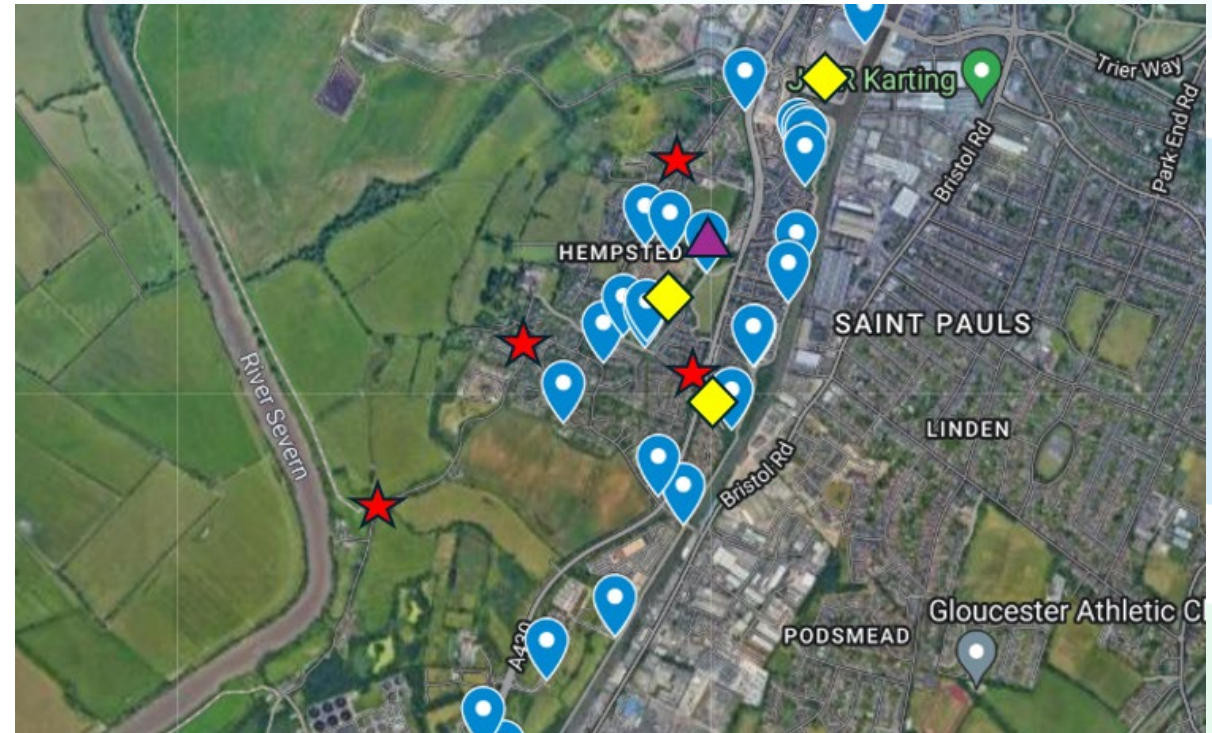 Trier Way
Karting
Bristol Rd
Park End Rd
HEMPSTED
SAINT PAULS
River Severn
LINDEN
Bristol Rd
Gloucester Athletic Cl
PODSMEAD